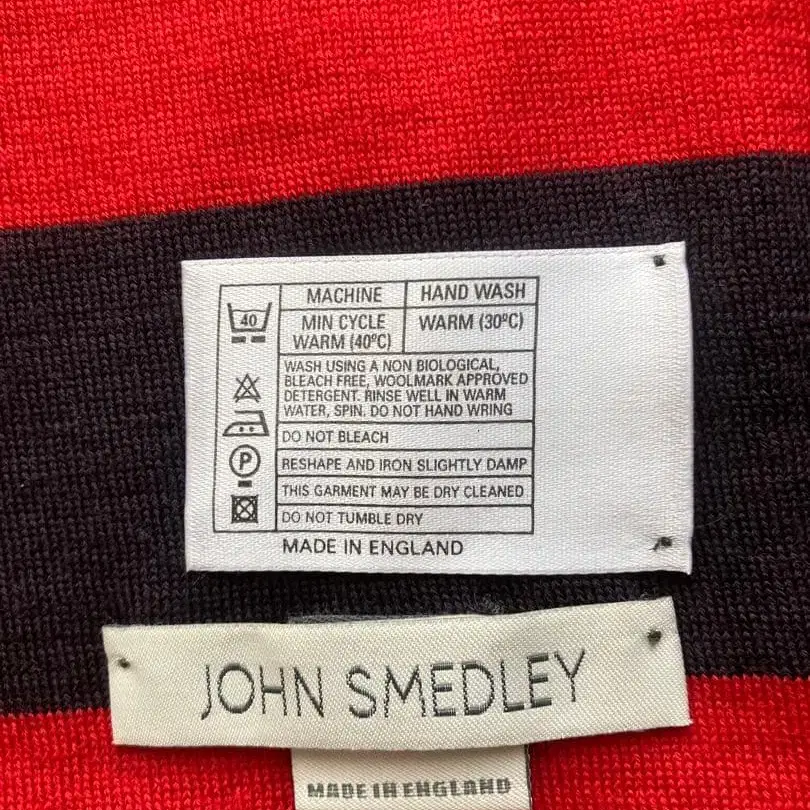 MACHINE HAND WASH
40
MIN CYCLE WARM (30ºC)
WARM (40ºC)
WASH USING A NON BIOLOGICAL,
BLEACH FREE, WOOLMARK APPROVED
DETERGENT. RINSE WELL IN WARM
WATER, SPIN. DO NOT HAND WRING
DO NOT BLEACH
P
RESHAPE AND IRON SLIGHTLY DAMP
THIS GARMENT MAY BE DRY CLEANED
DO NOT TUMBLE DRY
MADE IN ENGLAND
JOHN SMEDLEY
MADE IN ENGLAND